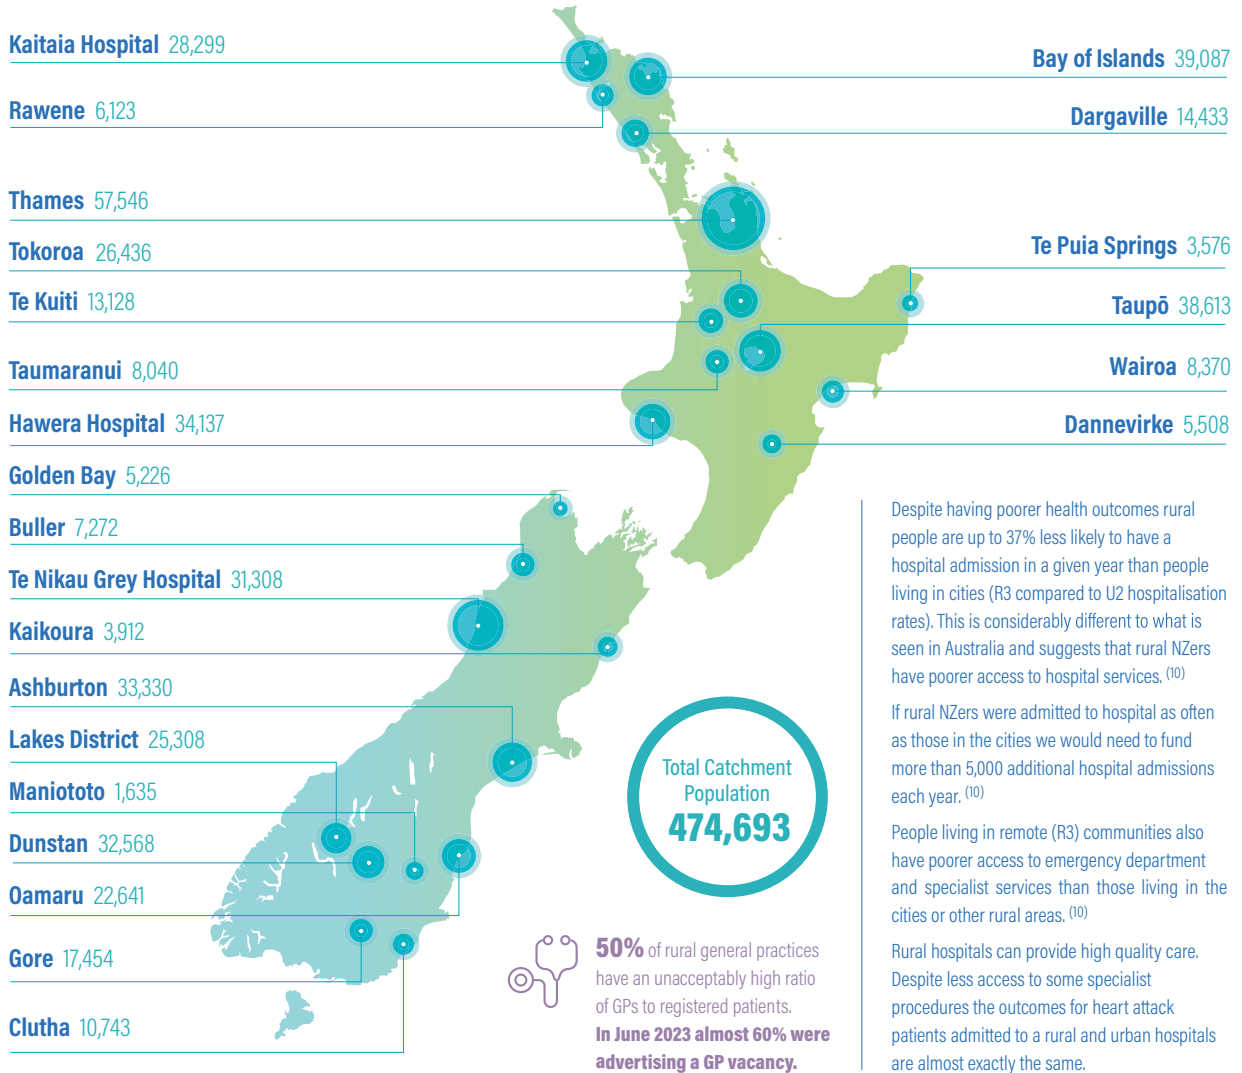 Kaitaia Hospital 28,299
Rawene 6,123
Thames 57,546
Tokoroa 26,436
Te Kuiti 13,128
Taumaranui 8,040
Hawera Hospital 34,137
Golden Bay 5,226
Buller 7,272
Te Nikau Grey Hospital 31,308
Kaikoura 3,912
Ashburton 33,330
Lakes District 25,308
Maniototo 1,635
Dunstan 32,568
Oamaru 22,641
Gore 17,454
Clutha 10,743
Bay of Islands 39,087
Dargaville 14,433
Te Puia Springs 3,576
Taupō 38,613
Wairoa 8,370
Dannevirke 5,508
Total Catchment
Population
474,693
50% of rural general practices
have an unacceptably high ratio
of GPs to registered patients.
In June 2023 almost 60% were
advertising a GP vacancy.
Despite having poorer health outcomes rural
people are up to 37% less likely to have a
hospital admission in a given year than people
living in cities (R3 compared to U2 hospitalisation
rates). This is considerably different to what is
seen in Australia and suggests that rural NZers
have poorer access to hospital services. (10)
If rural NZers were admitted to hospital as often
as those in the cities we would need to fund
more than 5,000 additional hospital admissions
each year. (10)
People living in remote (R3) communities also
have poorer access to emergency department
and specialist services than those living in the
cities or other rural areas. (10)
Rural hospitals can provide high quality care.
Despite less access to some specialist
procedures the outcomes for heart attack
patients admitted to a rural and urban hospitals
are almost exactly the same.